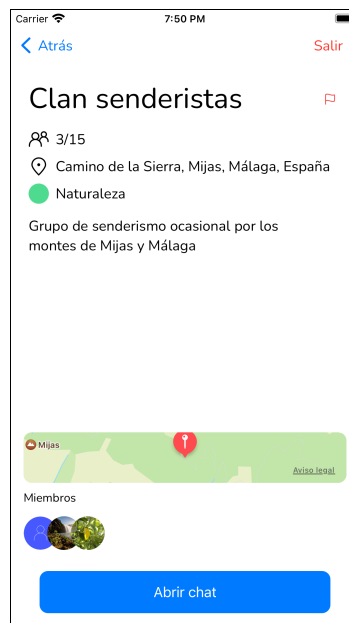 Carrier 7:50 PM
Atrás Salir
Clan senderistas
3/15
Camino de la Sierra, Mijas, Málaga, España
Naturaleza
Grupo de senderismo ocasional por los
montes de Mijas y Málaga
Mijas
Aviso legal
Miembros
Abrir chat